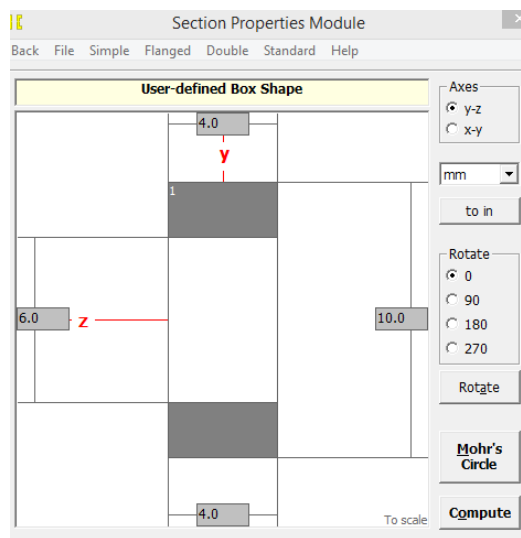 Section Properties Module
Back File Simple Flanged Double Standard Help
User-defined Box Shape
Axes
y-z
x-y
mm
to in
Rotate
0
90
180
270
Rotate
Mohr's
Circle
Compute
4.0
y
1
6.0
z
10.0
4.0
To scale